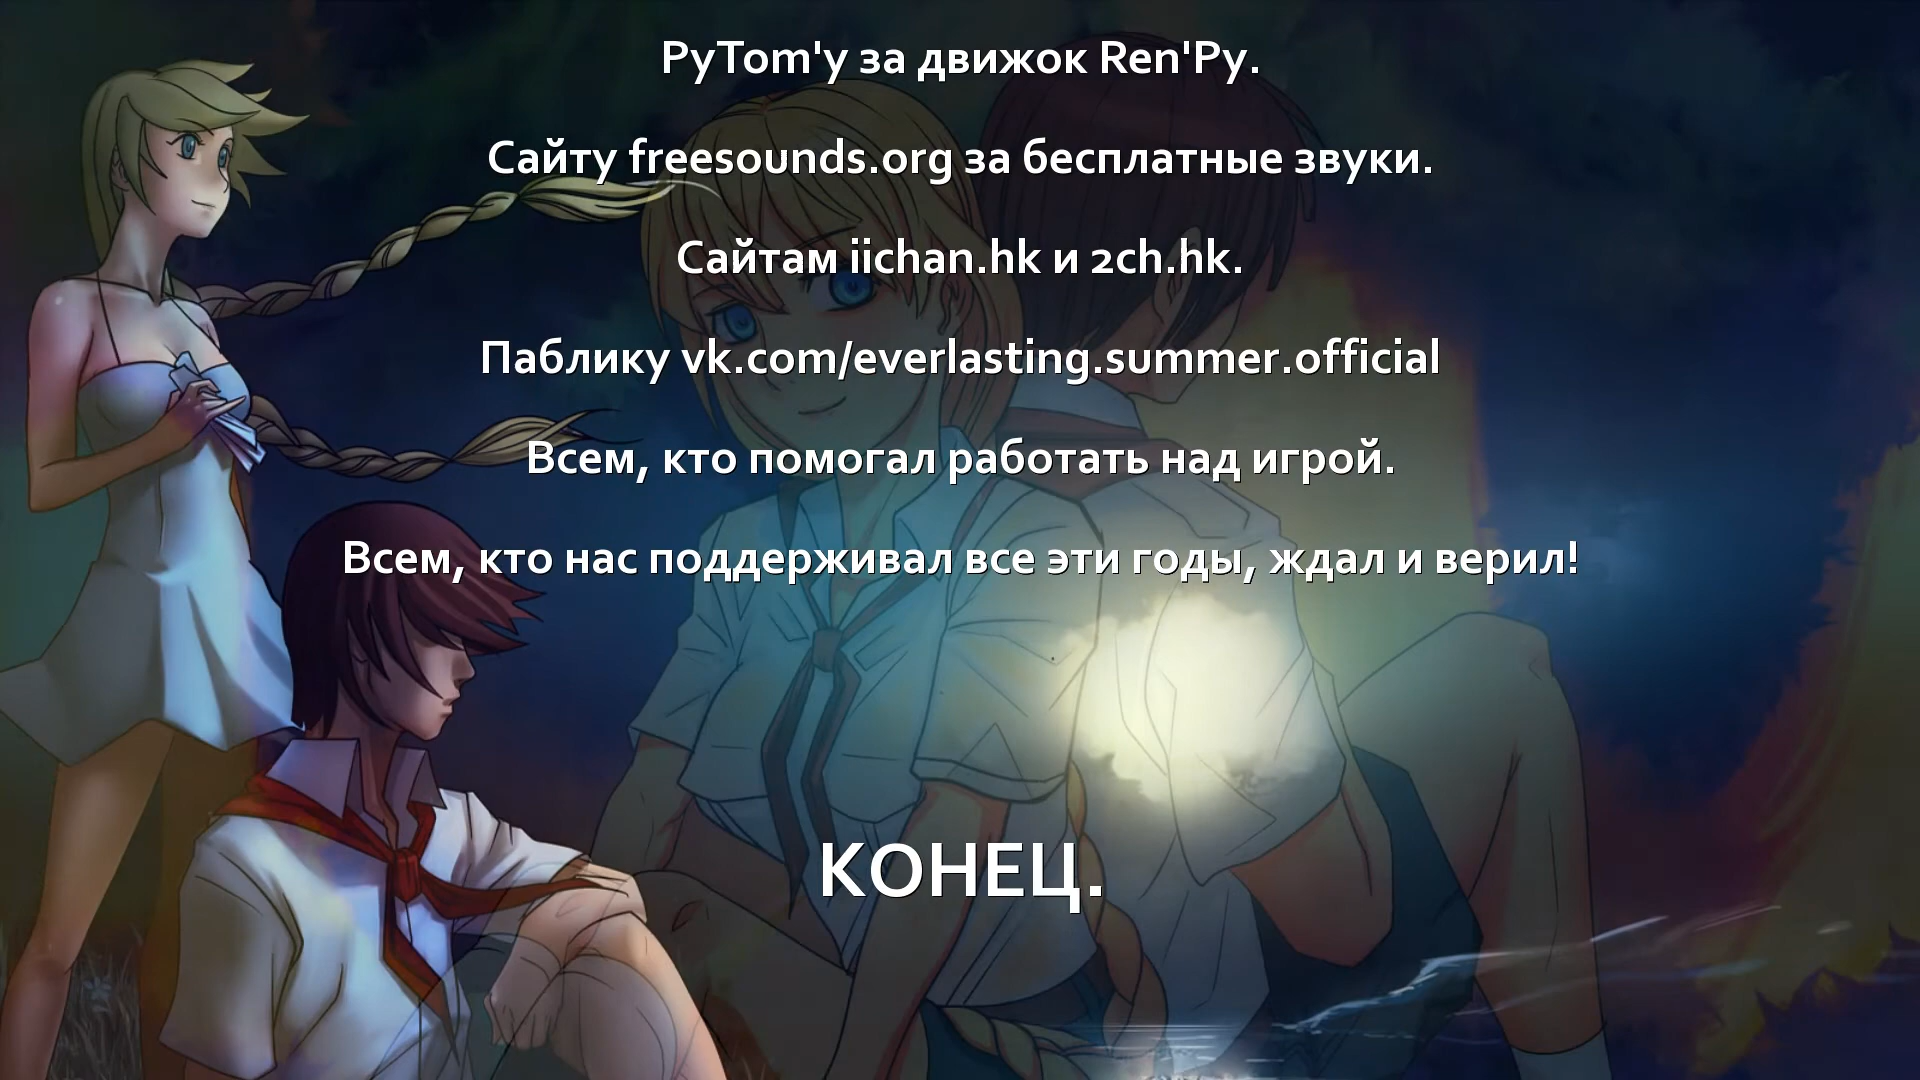 PyTom'у за движок Ren'Py.
Сайту freesounds.org за бесплатные звуки.
Сайтам iichan.hk и 2ch.hk.
Паблику vk.com/everlasting.summer.official
Всем, кто помогал работать над игрой.
Всем, кто нас поддерживал все эти годы, ждал и верил!
КОНЕЦ.